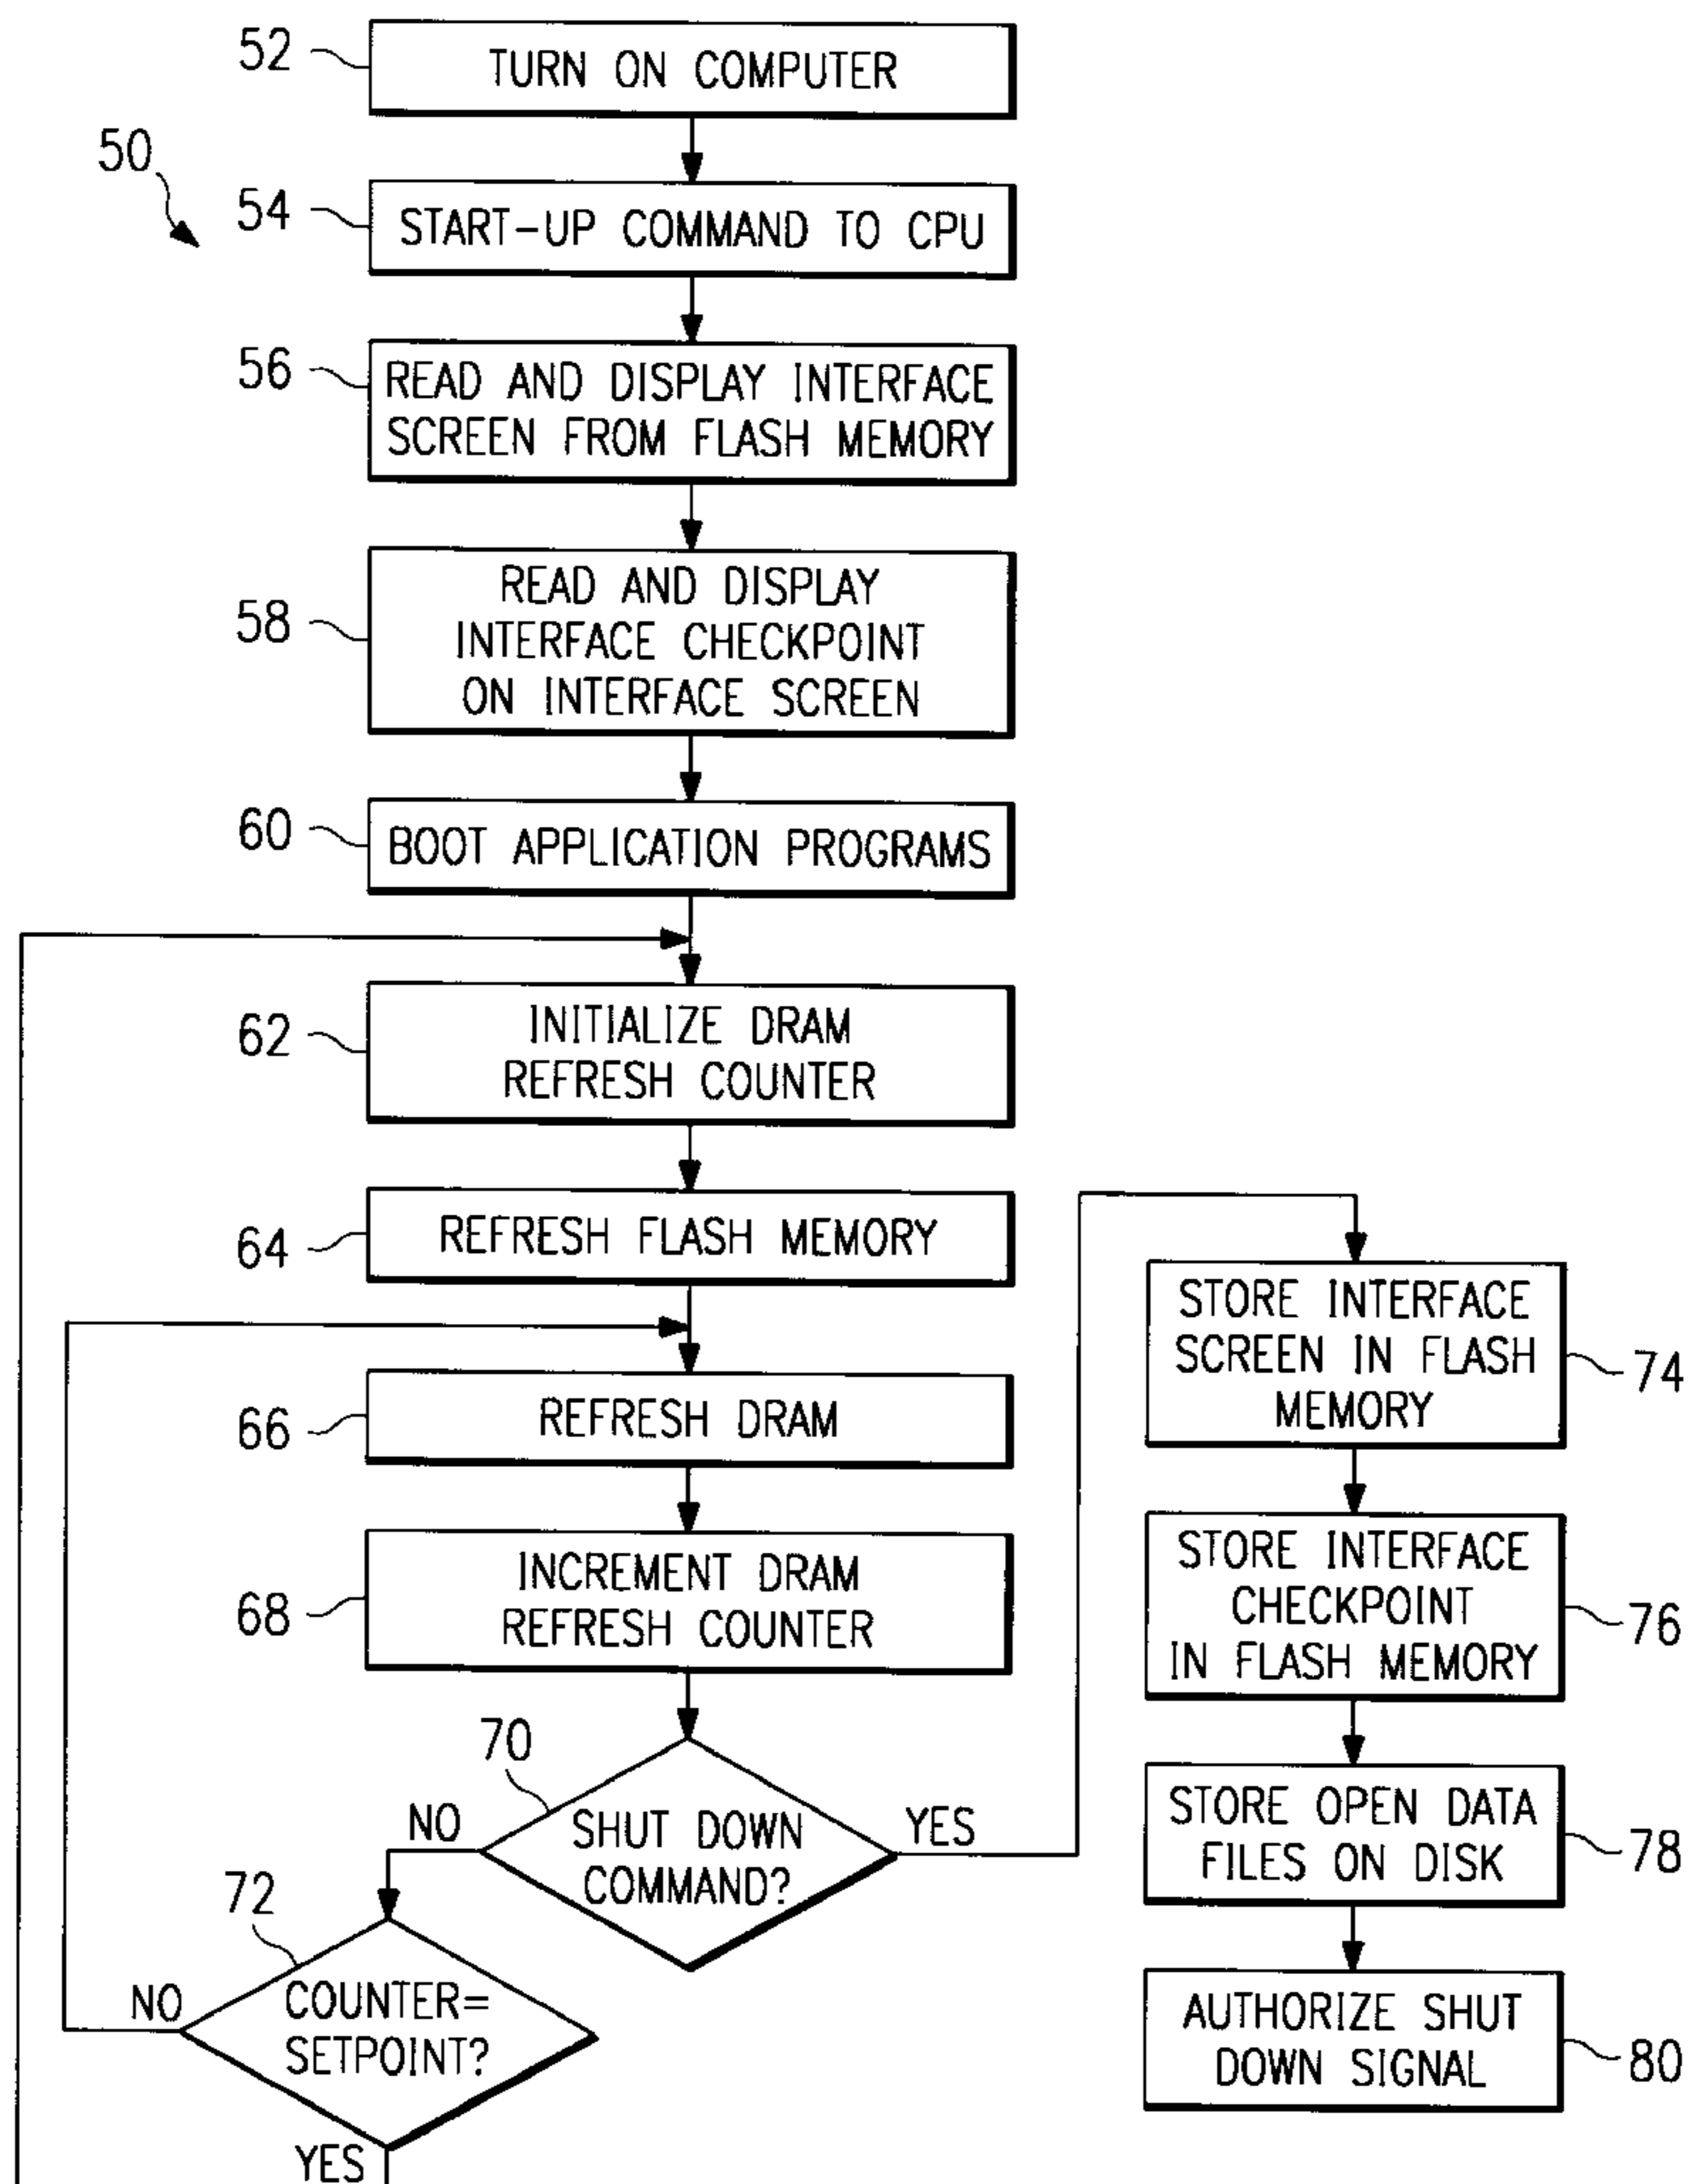 52
TURN ON COMPUTER
50
54
START-UP COMMAND TO CPU
56
READ AND DISPLAY INTERFACE
SCREEN FROM FLASH MEMORY
58
READ AND DISPLAY
INTERFACE CHECKPOINT
ON INTERFACE SCREEN
60
BOOT APPLICATION PROGRAMS
62
INITIALIZE DRAM
REFRESH COUNTER
64
REFRESH FLASH MEMORY
66
REFRESH DRAM
68
INCREMENT DRAM
REFRESH COUNTER
70
SHUT DOWN
COMMAND?
NO
YES
72
COUNTER=
SETPOINT?
NO
YES
STORE INTERFACE
SCREEN IN FLASH
MEMORY
74
STORE INTERFACE
CHECKPOINT
IN FLASH MEMORY
76
STORE OPEN DATA
FILES ON DISK
78
AUTHORIZE SHUT
DOWN SIGNAL
80